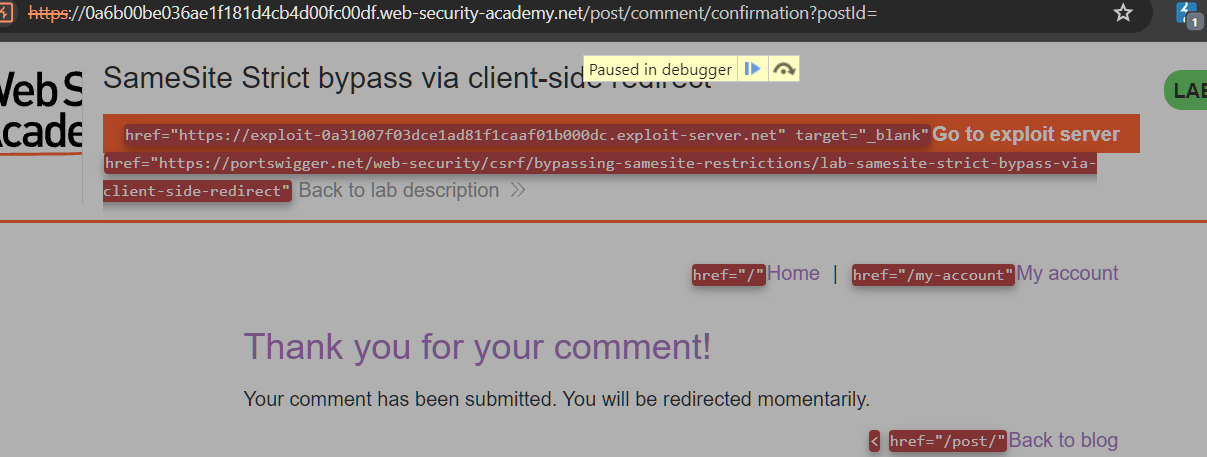 https://0a6b00be036ae1f181d4cb4d00fc00df.web-security-academy.net/post/comment/confirmation?postId=
1
Web S
Acade
SameSite Strict bypass via client-side redirect
Paused in debugger
LAB
href="https://exploit-0a31007f03dce1ad81f1caaf01b000dc.exploit-server.net" target="_blank"Go to exploit server
href="https://portswigger.net/web-security/csrf/bypassing-samesite-restrictions/lab-samesite-strict-bypass-via-
client-side-redirect" Back to lab description
href="/"Home | href="/my-account"My account
Thank you for your comment!
Your comment has been submitted. You will be redirected momentarily.
< href="/post/"Back to blog